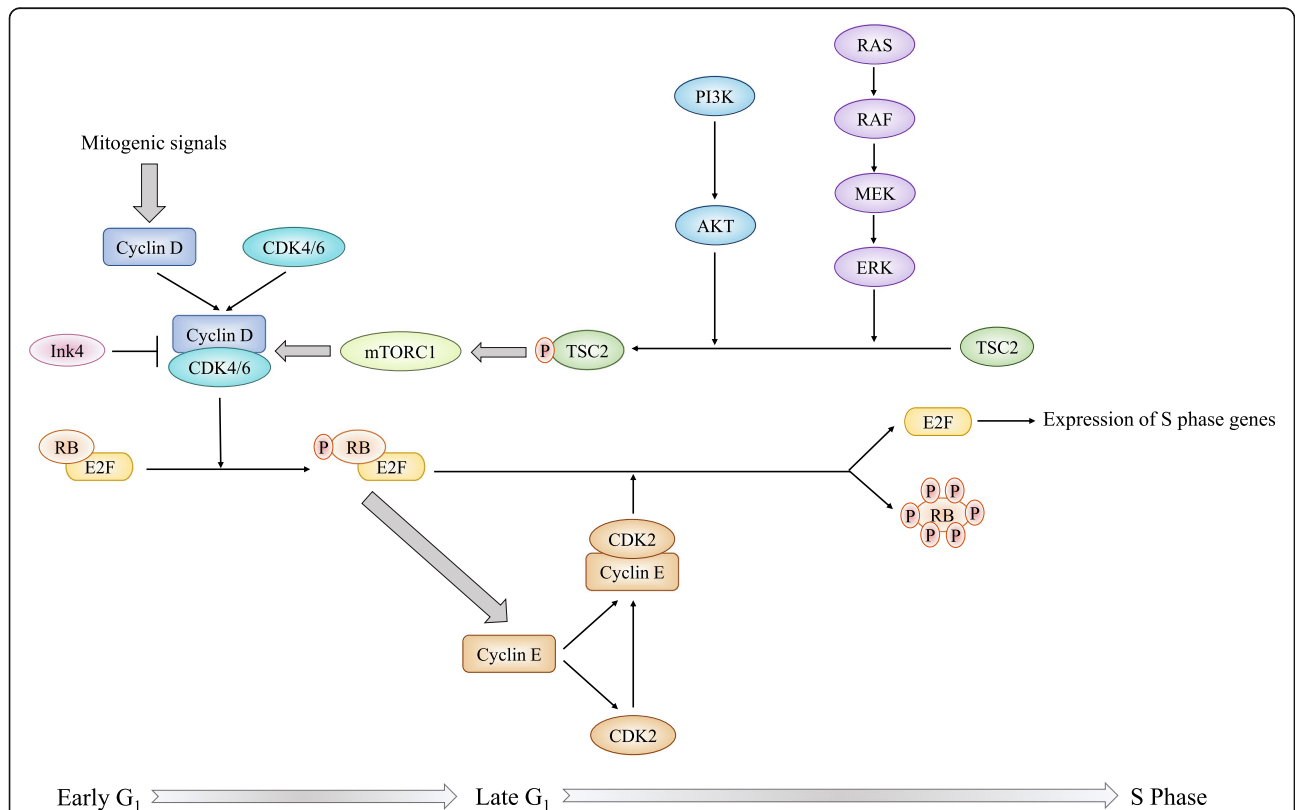 RAS
PI3K
RAF
Mitogenic signals
MEK
AKT
Cyclin D
CDK4/6
ERK
Cyclin D
Ink4
CDK4/6
mTORC1
P
TSC2
TSC2
E2F
Expression of S phase genes
RB
E2F
P
RB
E2F
P
P
P
RB
P
P
P
CDK2
Cyclin E
Cyclin E
CDK2
Early G₁
Late G₁
S Phase